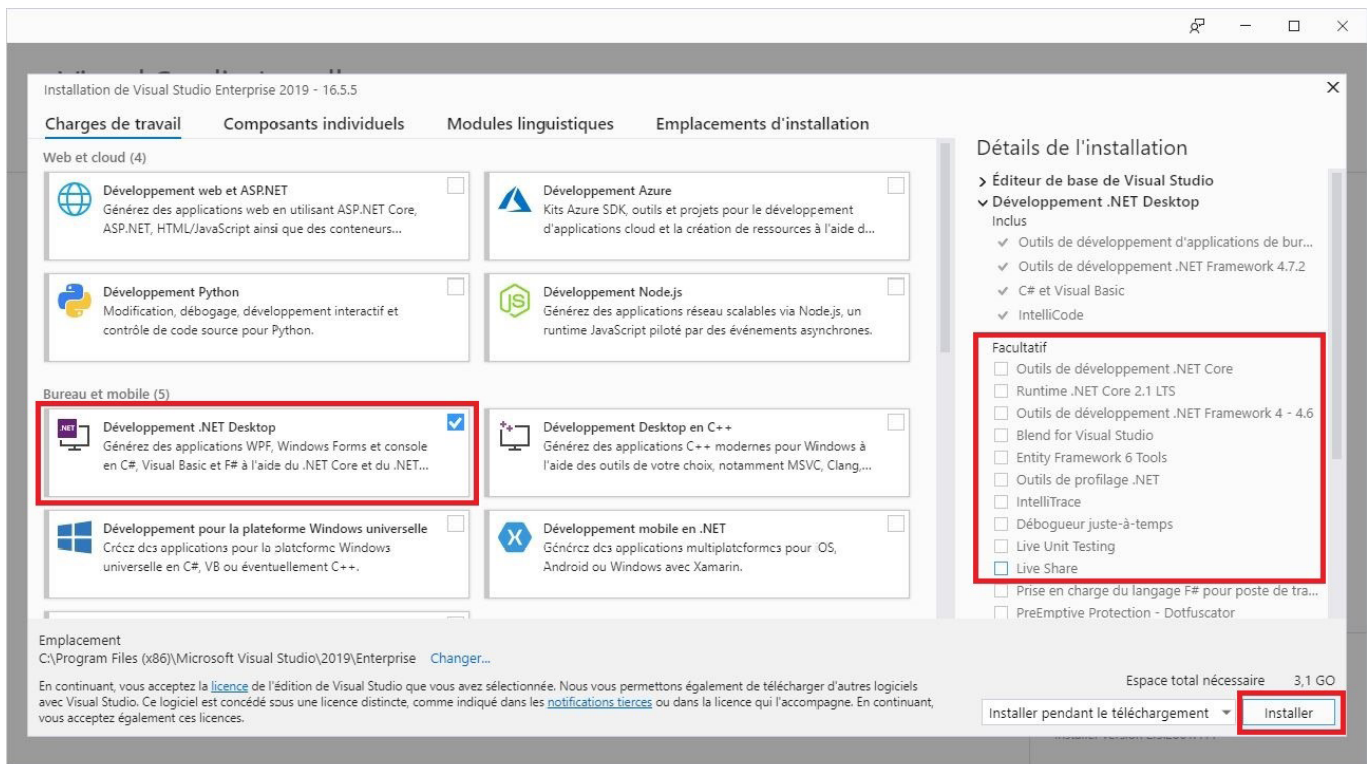 Installation de Visual Studio Enterprise 2019 - 16.5.5
Charges de travail
Composants individuels
Modules linguistiques
Emplacements d'installation
Web et cloud (4)
Développement web et ASP.NET
Générez des applications web en utilisant ASP.NET Core,
ASP.NET, HTML/JavaScript ainsi que des conteneurs...
Développement Azure
Kits Azure SDK, outils et projets pour le développement
d'applications cloud et la création de ressources à l'aide d...
Développement Python
Modification, débogage, développement interactif et
contrôle de code source pour Python.
Développement Node.js
Générez des applications réseau scalables via Node.js, un
runtime JavaScript piloté par des événements asynchrones.
Bureau et mobile (5)
.NET
Développement .NET Desktop
Générez des applications WPF, Windows Forms et console
en C#, Visual Basic et F# à l'aide du .NET Core et du .NET...
Développement Desktop en C++
Générez des applications C++ modernes pour Windows à
l'aide des outils de votre choix, notamment MSVC, Clang,...
Développement pour la plateforme Windows universelle
Créez des applications pour la plateforme Windows
universelle en C#, VB ou éventuellement C++.
Développement mobile en .NET
Générez des applications multiplateformes pour iOS,
Android ou Windows avec Xamarin.
Détails de l'installation
Éditeur de base de Visual Studio
Développement .NET Desktop
Inclus
Outils de développement d'applications de bur...
Outils de développement .NET Framework 4.7.2
C# et Visual Basic
IntelliCode
Facultatif
Outils de développement .NET Core
Runtime .NET Core 2.1 LTS
Outils de développement .NET Framework 4 - 4.6
Blend for Visual Studio
Entity Framework 6 Tools
Outils de profilage .NET
IntelliTrace
Débogueur juste-à-temps
Live Unit Testing
Live Share
Prise en charge du langage F# pour poste de tra...
PreEmptive Protection - Dotfuscator
Emplacement
C:\Program Files (x86)\Microsoft Visual Studio\2019\Enterprise Changer...
En continuant, vous acceptez la licence de l'édition de Visual Studio que vous avez sélectionnée. Nous vous permettons également de télécharger d'autres logiciels
avec Visual Studio. Ce logiciel est concédé sous une licence distincte, comme indiqué dans les notifications tierces ou dans la licence qui l'accompagne. En continuant,
vous acceptez également ces licences.
Espace total nécessaire 3,1 GO
Installer pendant le téléchargement
Installer